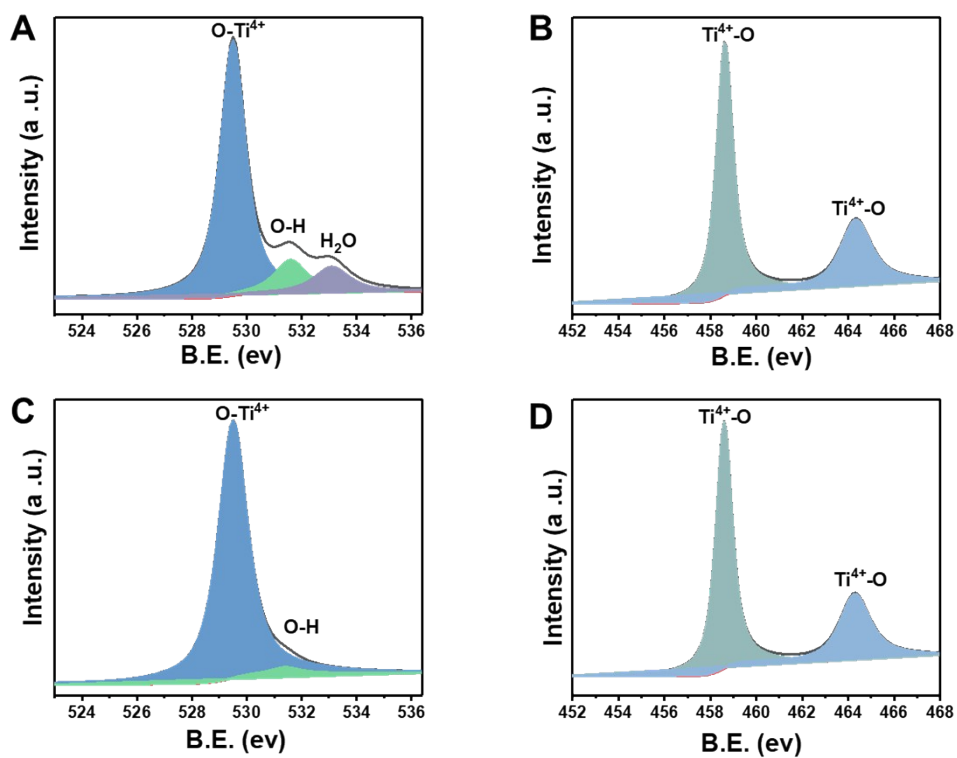 A
O-Ti⁴⁺
O-H
H₂O
Intensity (a .u.)
524 526 528 530 532 534 536
B.E. (ev)
B
Ti⁴⁺-O
Ti⁴⁺-O
Intensity (a .u.)
452 454 456 458 460 462 464 466 468
B.E. (ev)
C
O-Ti⁴⁺
O-H
Intensity (a .u.)
524 526 528 530 532 534 536
B.E. (ev)
D
Ti⁴⁺-O
Ti⁴⁺-O
Intensity (a .u.)
452 454 456 458 460 462 464 466 468
B.E. (ev)